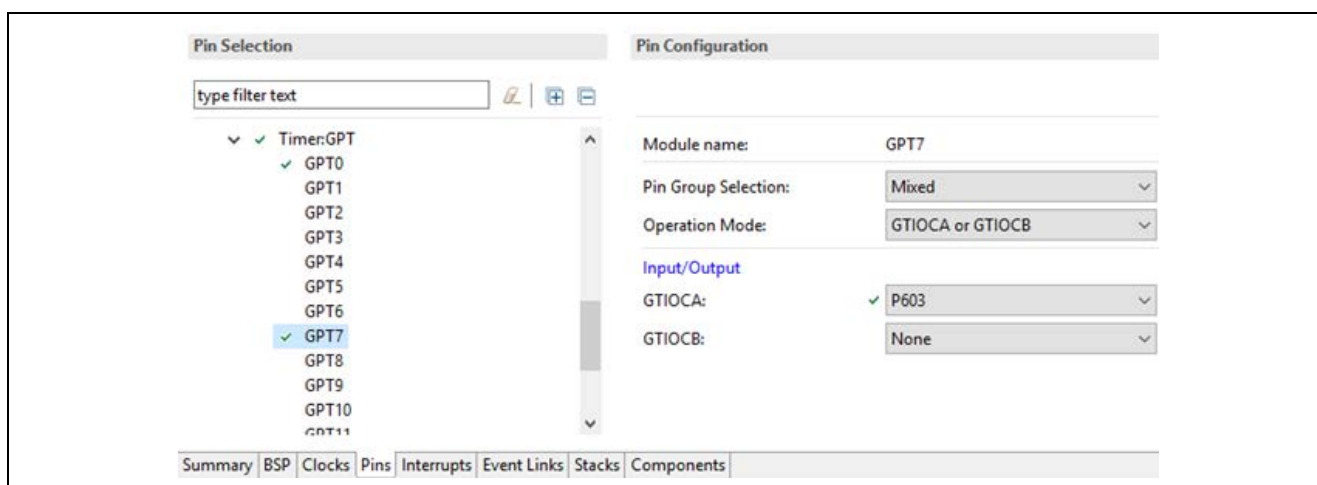 Pin Selection
type filter text
Timer:GPT
GPT0
GPT1
GPT2
GPT3
GPT4
GPT5
GPT6
GPT7
GPT8
GPT9
GPT10
GPT11
Pin Configuration
Module name: GPT7
Pin Group Selection: Mixed
Operation Mode: GTIOCA or GTIOCB
Input/Output
GTIOCA: P603
GTIOCB: None
Summary BSP Clocks Pins Interrupts Event Links Stacks Components